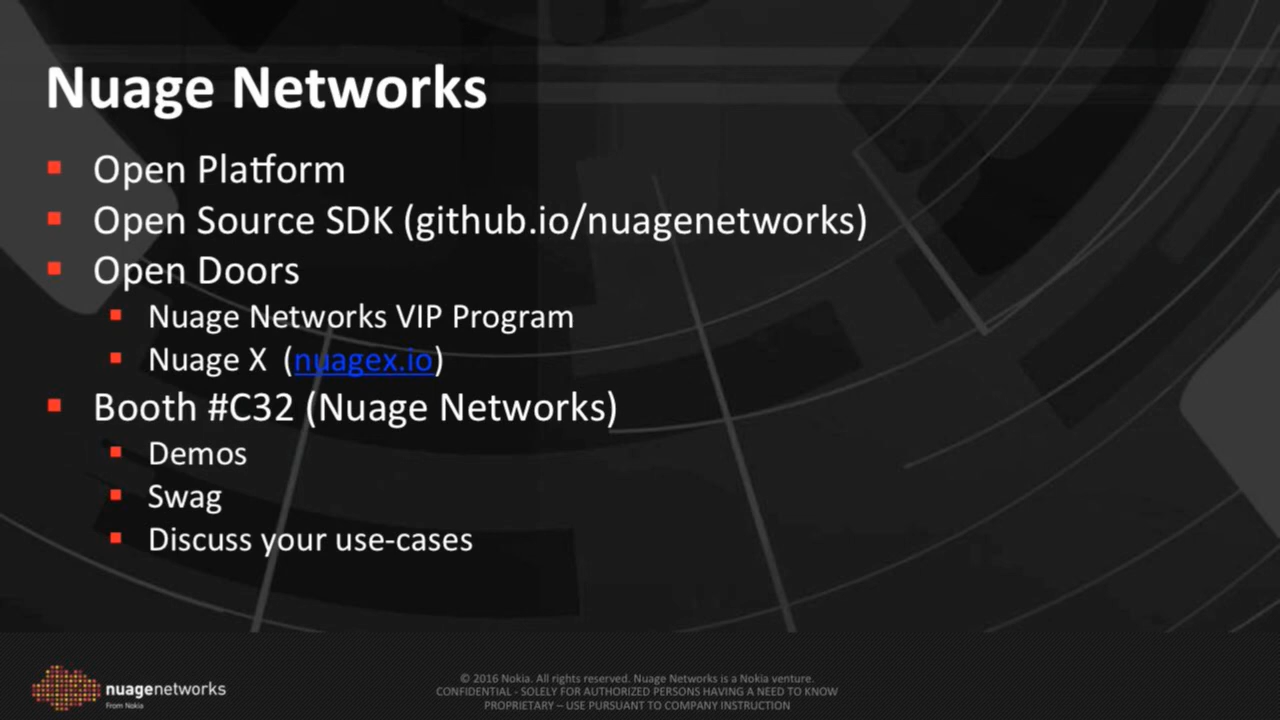 Nuage Networks
Open Platform
Open Source SDK (github.io/nuagenetworks)
Open Doors
Nuage Networks VIP Program
Nuage X (nuagex.io)
Booth #C32 (Nuage Networks)
Demos
Swag
Discuss your use-cases
nuagenetworks
From Nokia
© 2016 Nokia. All rights reserved. Nuage Networks is a Nokia venture.
CONFIDENTIAL - SOLELY FOR AUTHORIZED PERSONS HAVING A NEED TO KNOW
PROPRIETARY – USE PURSUANT TO COMPANY INSTRUCTION